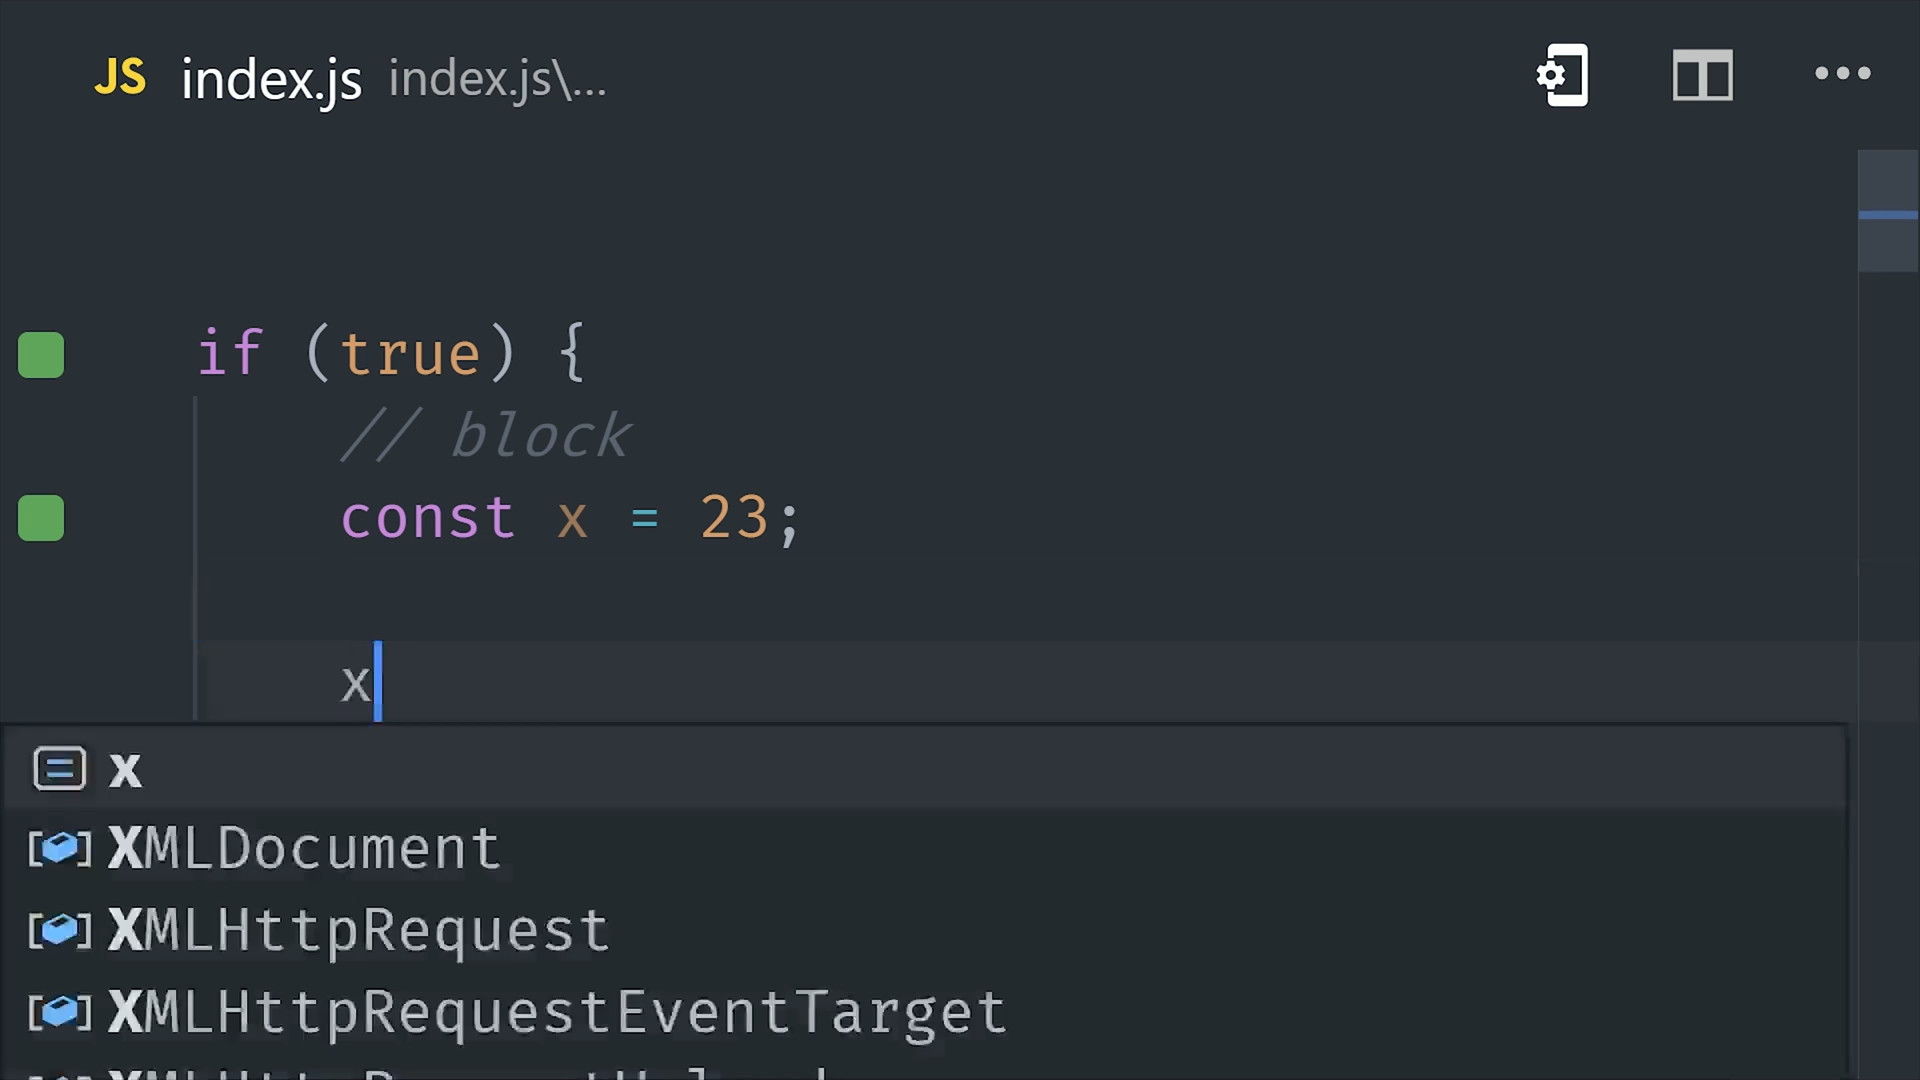 JS index.js index.js\...
if (true) {
// block
const x = 23;
x
x
XMLDocument
XMLHttpRequest
XMLHttpRequestEventTarget